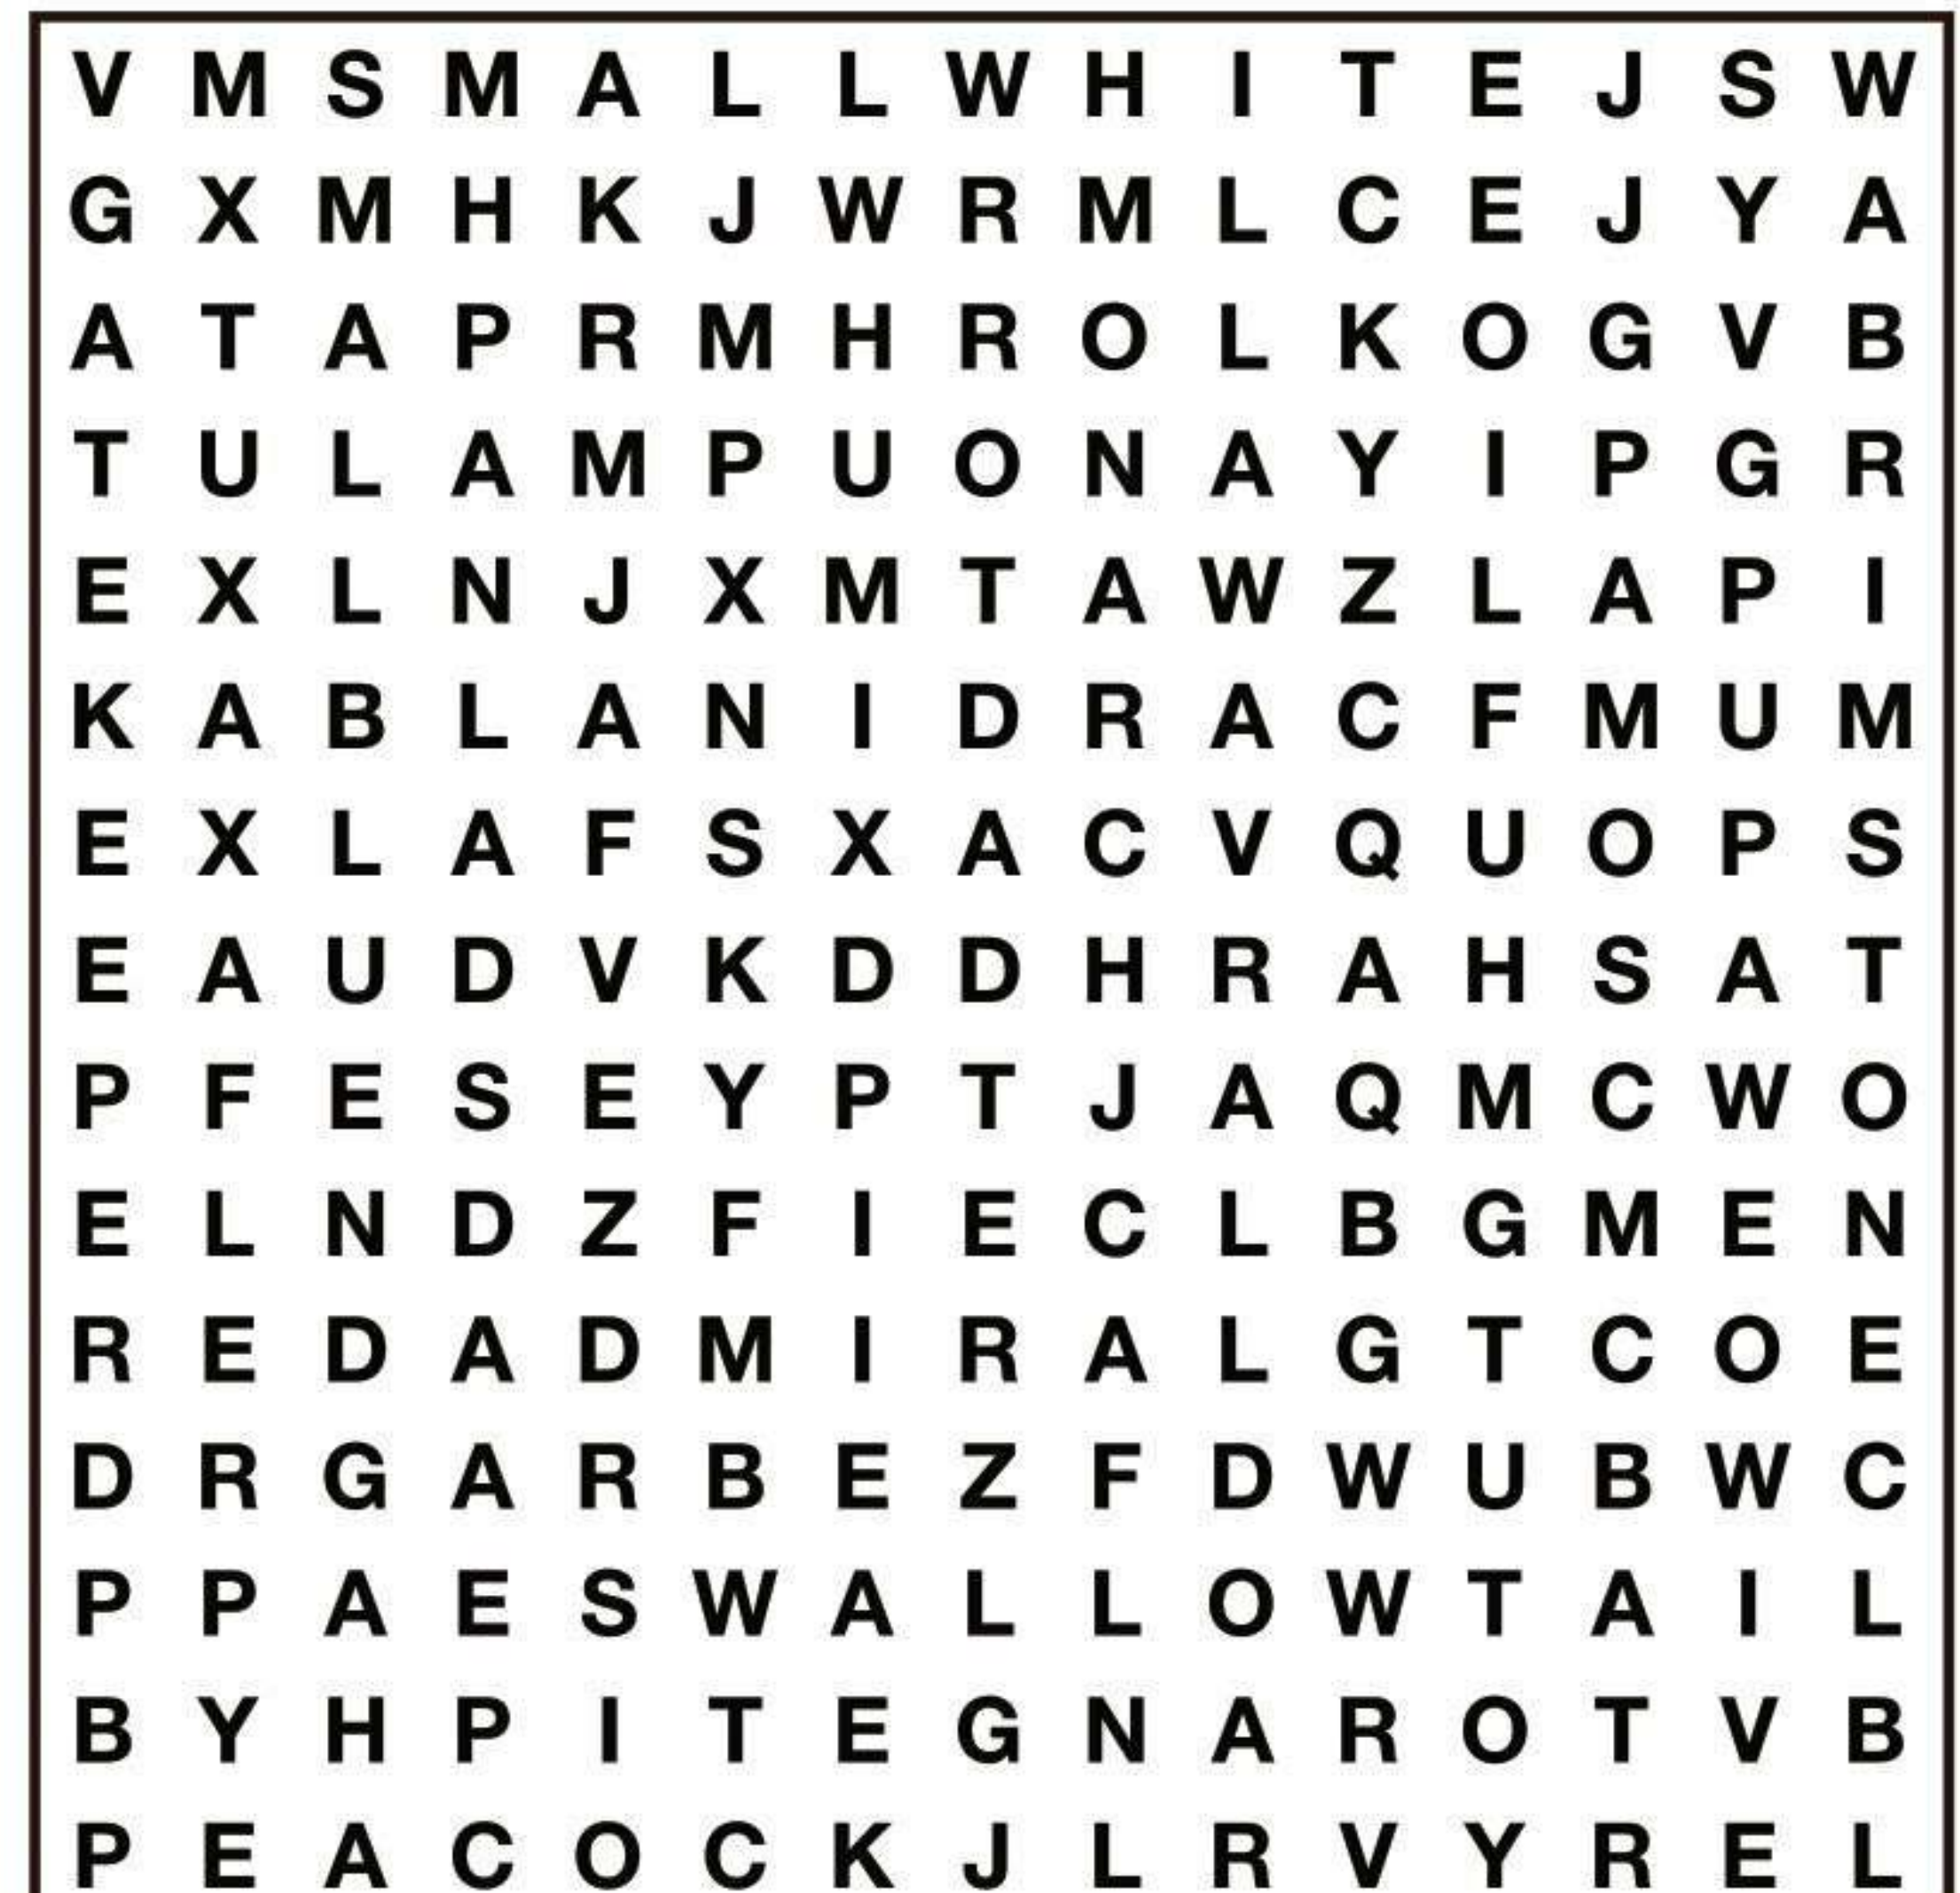 V M S M A L L W H I T E J S W
G X M H K J W R M L C E J Y A
A T A P R M H R O L K O G V B
T U L A M P U O N A Y I P G R
E X L N J X M T A W Z L A P I
K A B L A N I D R A C F M U M
E X L A F S X A C V Q U O P S
E A U D V K D D H R A H S A T
P F E S E Y P T J A Q M C W O
E L N D Z F I E C L B G M E N
R E D A D M I R A L G T C O E
D R G A R B E Z F D W U B W C
P P A E S W A L L O W T A I L
B Y H P I T E G N A R O T V B
P E A C O C K J L R V Y R E L